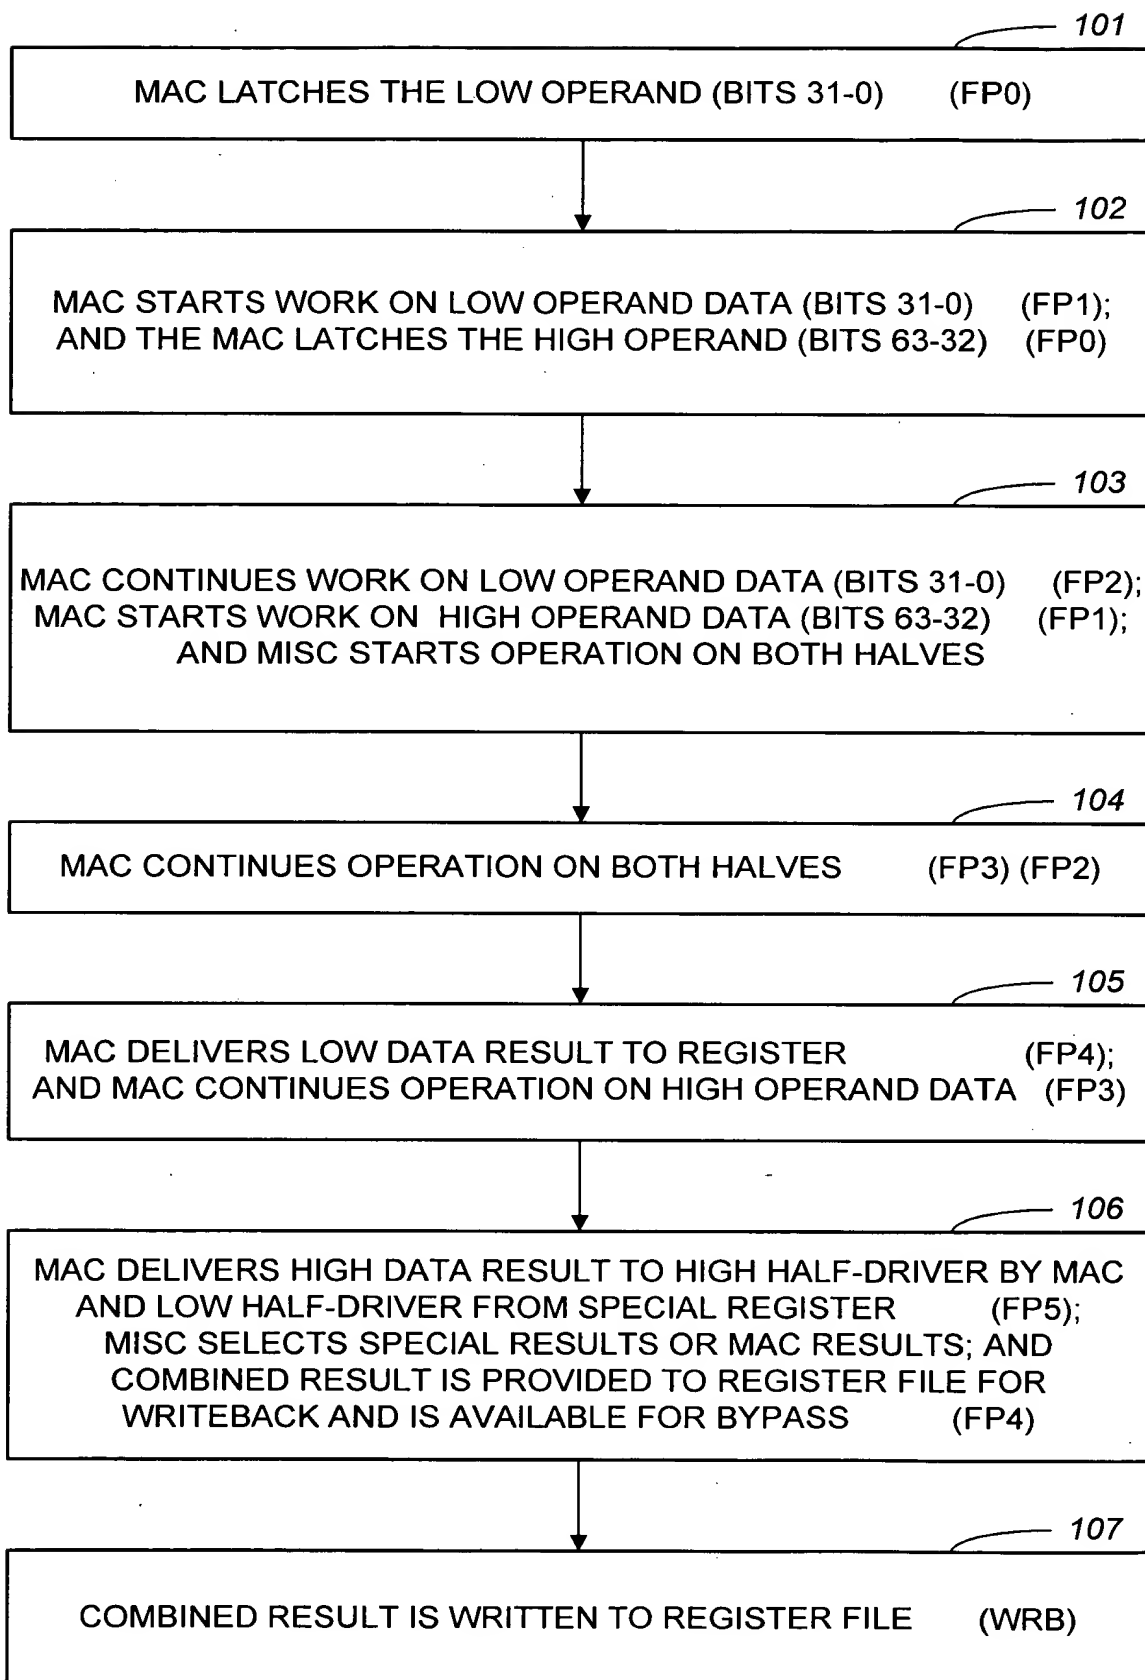 101
MAC LATCHES THE LOW OPERAND (BITS 31-0) (FP0)
102
MAC STARTS WORK ON LOW OPERAND DATA (BITS 31-0) (FP1);
AND THE MAC LATCHES THE HIGH OPERAND (BITS 63-32) (FP0)
103
MAC CONTINUES WORK ON LOW OPERAND DATA (BITS 31-0) (FP2);
MAC STARTS WORK ON HIGH OPERAND DATA (BITS 63-32) (FP1);
AND MISC STARTS OPERATION ON BOTH HALVES
104
MAC CONTINUES OPERATION ON BOTH HALVES (FP3) (FP2)
105
MAC DELIVERS LOW DATA RESULT TO REGISTER (FP4);
AND MAC CONTINUES OPERATION ON HIGH OPERAND DATA (FP3)
106
MAC DELIVERS HIGH DATA RESULT TO HIGH HALF-DRIVER BY MAC
AND LOW HALF-DRIVER FROM SPECIAL REGISTER (FP5);
MISC SELECTS SPECIAL RESULTS OR MAC RESULTS; AND
COMBINED RESULT IS PROVIDED TO REGISTER FILE FOR
WRITEBACK AND IS AVAILABLE FOR BYPASS (FP4)
107
COMBINED RESULT IS WRITTEN TO REGISTER FILE (WRB)